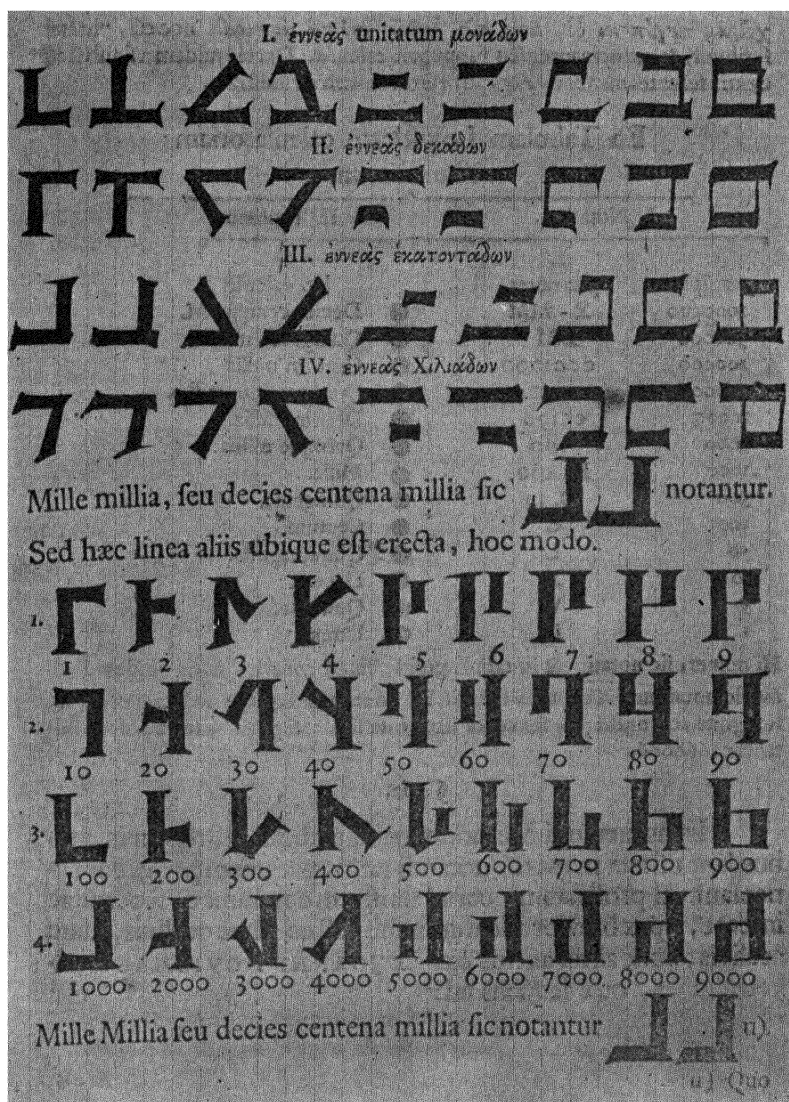 I. ἐννεὰς unitatum μονάδων
II. ἐννεὰς δεκάδων
III. ἐννεὰς ἑκατοντάδων
IV. ἐννεὰς Χιλιάδων
Mille millia, ſeu decies centena millia ſic notantur.
Sed hæc linea aliis ubique eſt erecta, hoc modo.
1.
1 2 3 4 5 6 7 8 9
2.
10 20 30 40 50 60 70 80 90
3.
100 200 300 400 500 600 700 800 900
4.
1000 2000 3000 4000 5000 6000 7000 8000 9000
Mille Millia ſeu decies centena millia ſic notantur u)
u) Quo